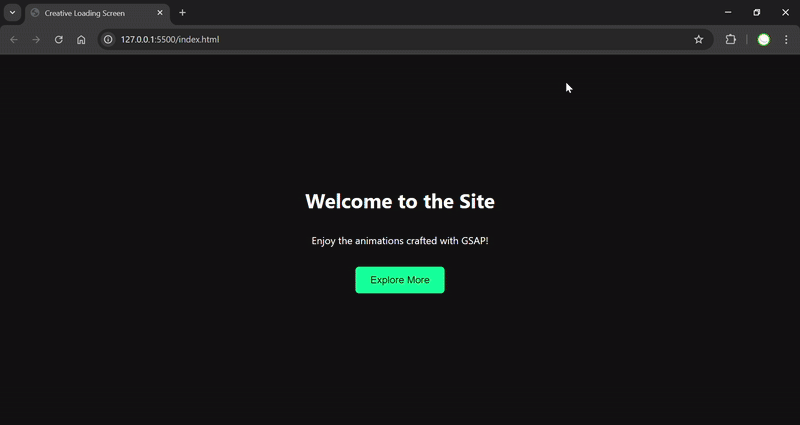 Creative Loading Screen
127.0.0.1:5500/index.html
Welcome to the Site
Enjoy the animations crafted with GSAP!
Explore More